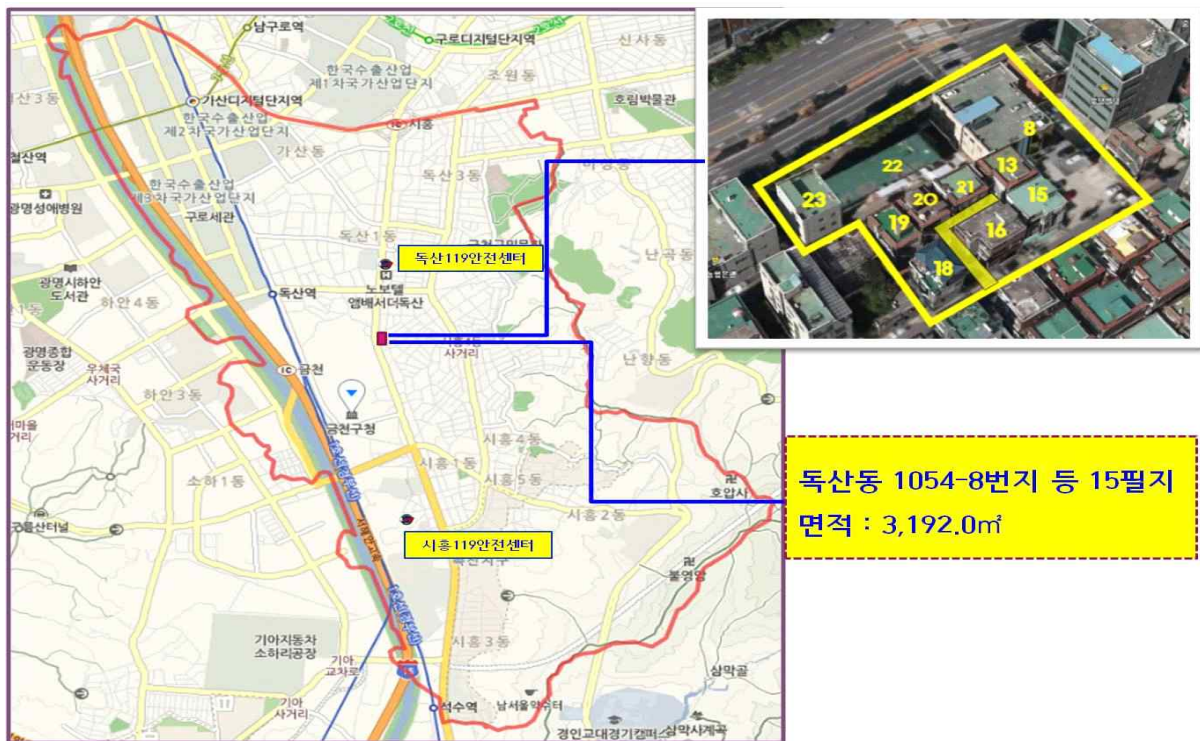 남구로역
구로디지털단지역
신사동
한국수출산업
제1차국가산업단지
조원동
가산디지털단지역
호림박물관
한국수출산업
제2차국가산업단지
시흥
가산동
철산역
독산3동
한국수출산업
제3차국가산업단지
광명성애병원
구로세관
독산1동
난곡동
독산119안전센터
광명시하안
도서관
하안4동
독산역
노보텔
앰배서더독산
광명종합
운동장
우체국
사거리
사거리
난향동
IC 금천
하안3동
금천구청
시흥4동
시흥1동
시흥5동
소하1동
호압사
시흥2동
시흥119안전센터
불영암
기아자동차
소하리공장
시흥3동
기아
교차로
삼막골
기아
사거리
석수역
남서울약수터
경인교대경기캠퍼스
삼막사계곡
8
13
22
15
21
23
20
19
16
18
독산동 1054-8번지 등 15필지
면적 : 3,192.0㎡